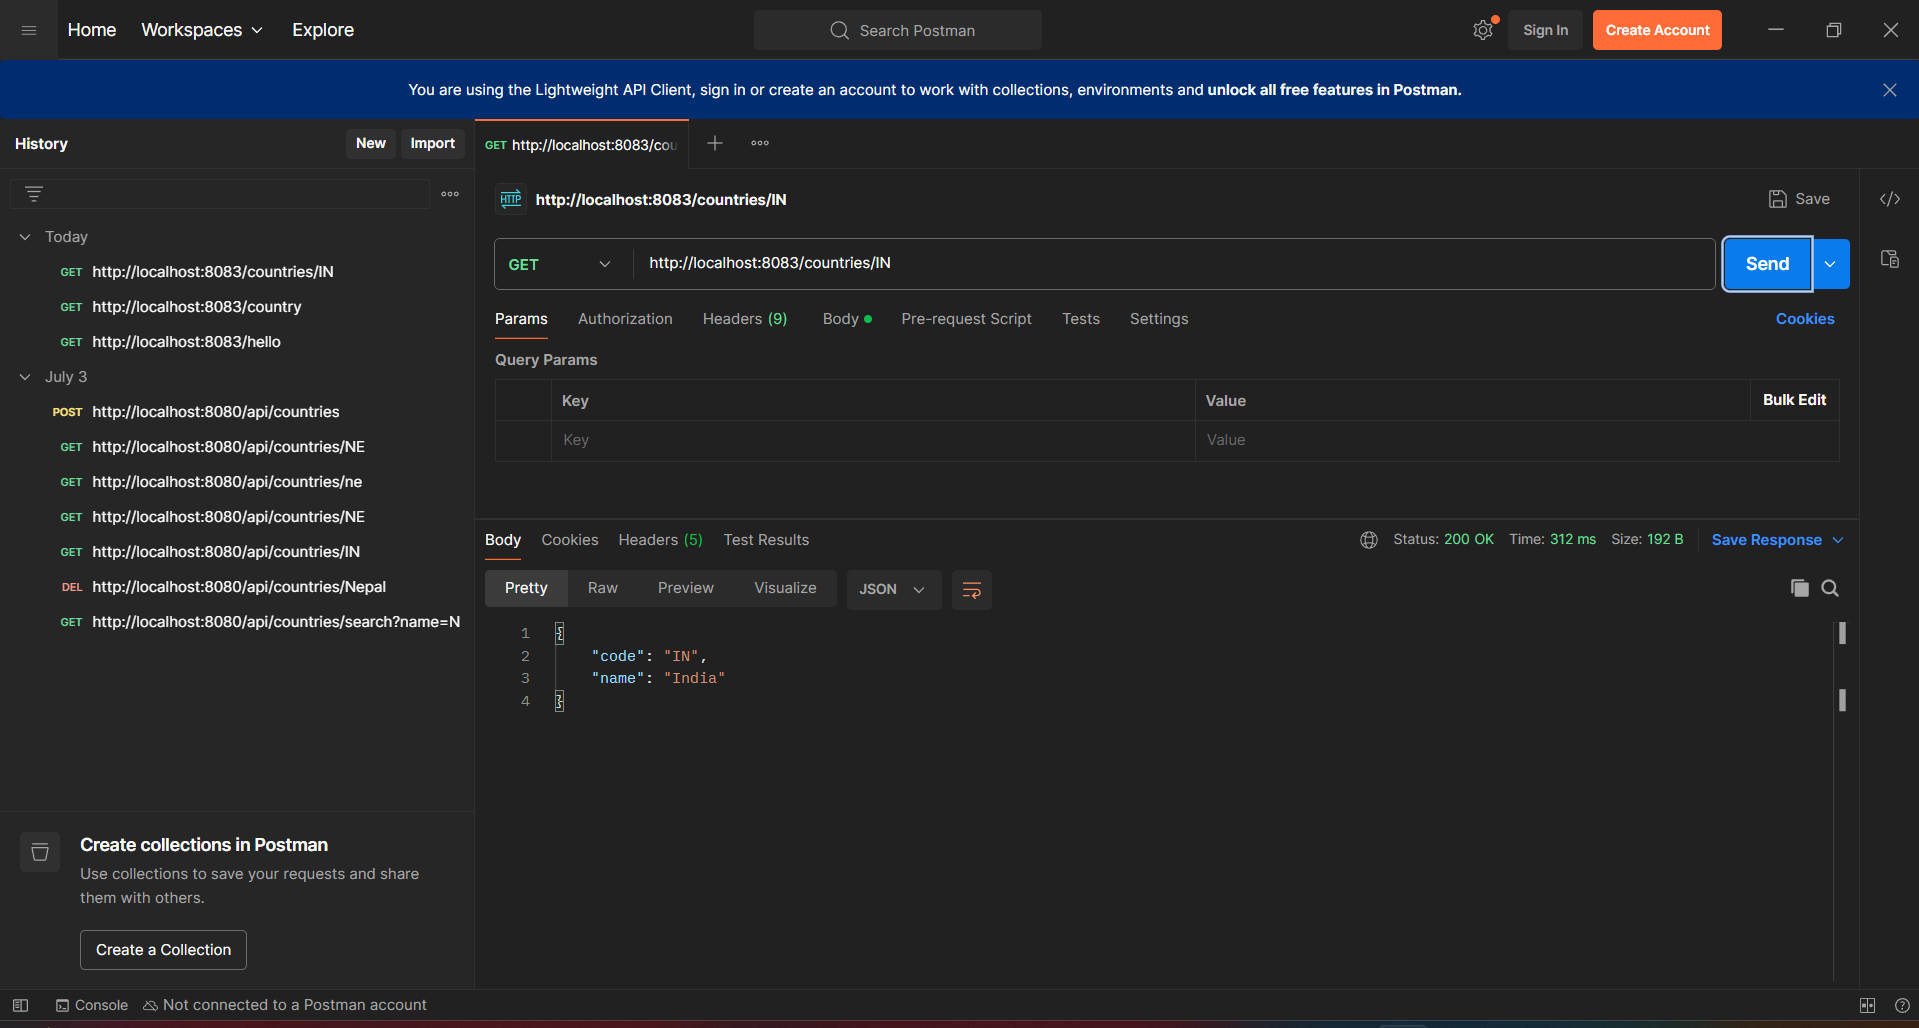 Home Workspaces Explore Search Postman Sign In Create Account
You are using the Lightweight API Client, sign in or create an account to work with collections, environments and unlock all free features in Postman.
History New Import
GET http://localhost:8083/cou
HTTP http://localhost:8083/countries/IN Save
Today
GET http://localhost:8083/countries/IN
GET http://localhost:8083/country
GET http://localhost:8083/hello
July 3
POST http://localhost:8080/api/countries
GET http://localhost:8080/api/countries/NE
GET http://localhost:8080/api/countries/ne
GET http://localhost:8080/api/countries/NE
GET http://localhost:8080/api/countries/IN
DEL http://localhost:8080/api/countries/Nepal
GET http://localhost:8080/api/countries/search?name=N
Create collections in Postman
Use collections to save your requests and share
them with others.
Create a Collection
GET http://localhost:8083/countries/IN Send
Params Authorization Headers (9) Body Pre-request Script Tests Settings Cookies
Query Params
Key Value Bulk Edit
Key Value
Body Cookies Headers (5) Test Results Status: 200 OK Time: 312 ms Size: 192 B Save Response
Pretty Raw Preview Visualize JSON
1 {
2 "code": "IN",
3 "name": "India"
4 }
Console Not connected to a Postman account